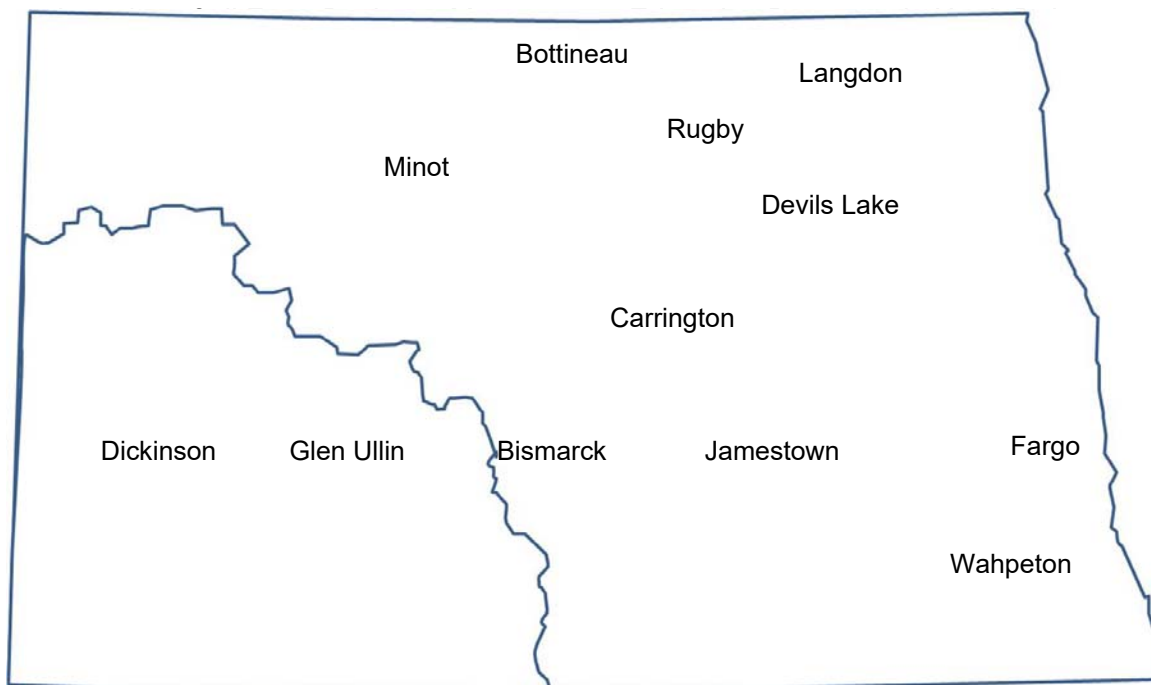 Bottineau
Langdon
Rugby
Minot
Devils Lake
Carrington
Dickinson
Glen Ullin
Bismarck
Jamestown
Fargo
Wahpeton